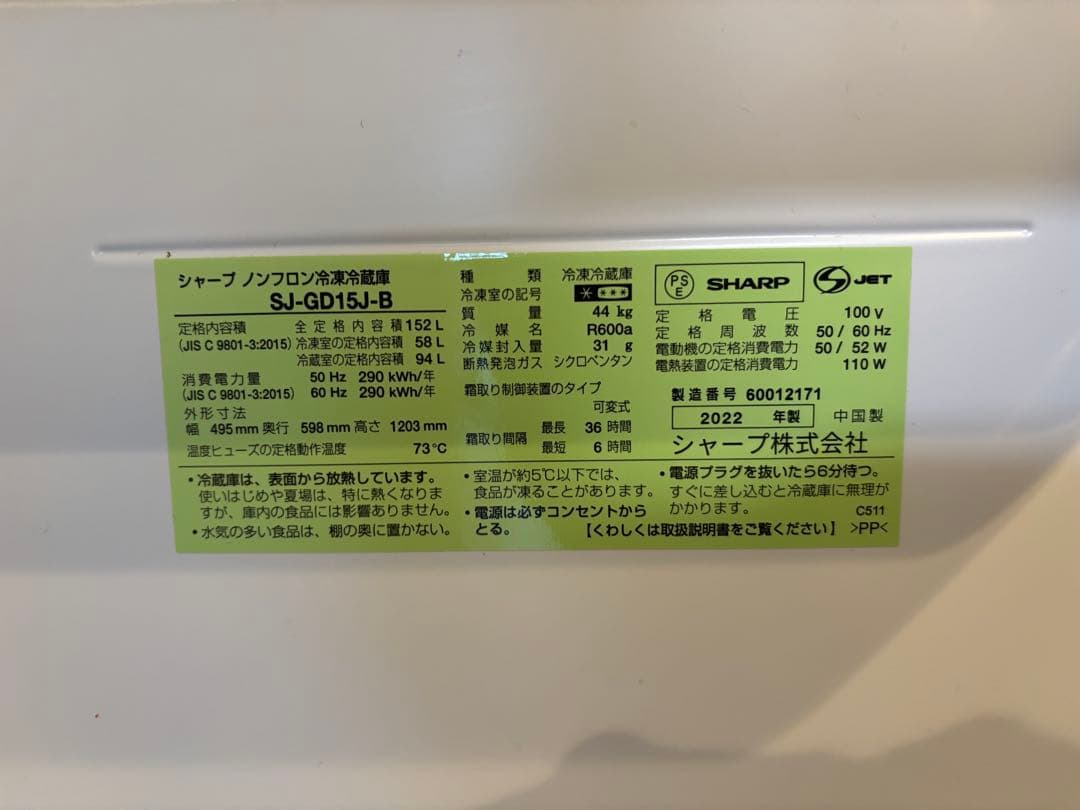 シャープ ノンフロン冷凍冷蔵庫
SJ-GD15J-B
定格内容積 全定格内容積 152 L
(JIS C 9801-3:2015) 冷凍室の定格内容積 58 L
冷蔵室の定格内容積 94 L
消費電力量 50 Hz 290 kWh/年
(JIS C 9801-3:2015) 60 Hz 290 kWh/年
外形寸法
幅 495 mm 奥行 598 mm 高さ 1203 mm
温度ヒューズの定格動作温度 73 ℃
種類 冷凍冷蔵庫
冷凍室の記号
質量 44 kg
冷媒名 R600a
冷媒封入量 31 g
断熱発泡ガス シクロペンタン
霜取り制御装置のタイプ
可変式
霜取り間隔 最長 36 時間
最短 6 時間
PS
E
SHARP
JET
定格電圧 100 V
定格周波数 50 / 60 Hz
電動機の定格消費電力 50 / 52 W
電熱装置の定格消費電力 110 W
製造番号 60012171
2022 年製 中国製
シャープ株式会社
・冷蔵庫は、表面から放熱しています。
使いはじめや夏場は、特に熱くなりま
すが、庫内の食品には影響ありません。
・水気の多い食品は、棚の奥に置かない。
・室温が約5℃以下では、
食品が凍ることがあります。
・電源は必ずコンセントから
とる。
・電源プラグを抜いたら6分待つ。
すぐに差し込むと冷蔵庫に無理が
かかります。
C511
【くわしくは取扱説明書をご覧ください】 >PP<